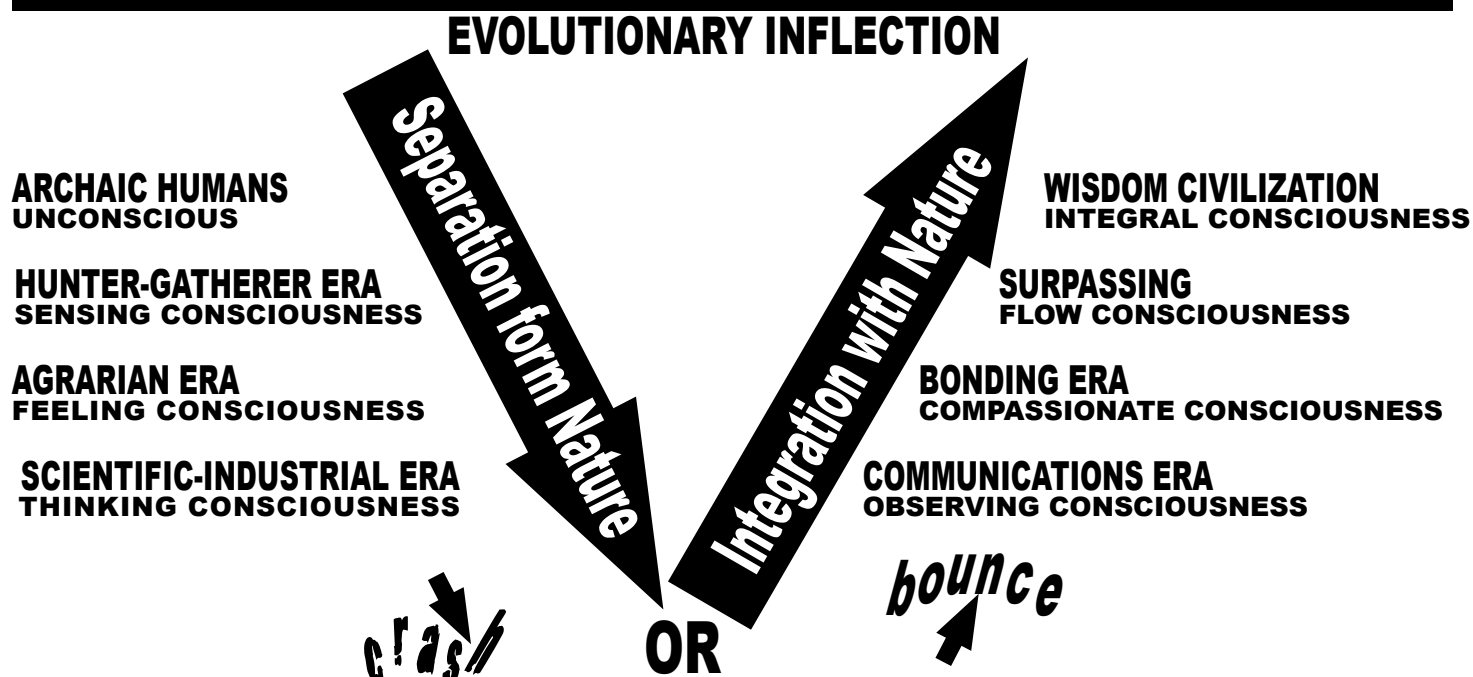 EVOLUTIONARY INFLECTION
Separation form Nature
ARCHAIC HUMANS
UNCONSCIOUS
HUNTER-GATHERER ERA
SENSING CONSCIOUSNESS
AGRARIAN ERA
FEELING CONSCIOUSNESS
SCIENTIFIC-INDUSTRIAL ERA
THINKING CONSCIOUSNESS
crash
OR
bounce
Integration with Nature
WISDOM CIVILIZATION
INTEGRAL CONSCIOUSNESS
SURPASSING
FLOW CONSCIOUSNESS
BONDING ERA
COMPASSIONATE CONSCIOUSNESS
COMMUNICATIONS ERA
OBSERVING CONSCIOUSNESS